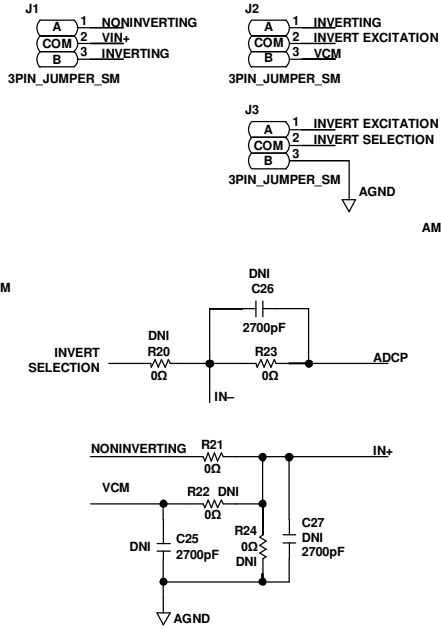 J1
A 1 NONINVERTING
COM 2 VIN+
B 3 INVERTING
3PIN_JUMPER_SM
J2
A 1 INVERTING
COM 2 INVERT EXCITATION
B 3 VCM
3PIN_JUMPER_SM
J3
A 1 INVERT EXCITATION
COM 2 INVERT SELECTION
B 3
3PIN_JUMPER_SM
AGND
AM
M
DNI
C26
2700pF
INVERT
SELECTION
DNI
R20
0Ω
R23
0Ω
ADCP
IN–
NONINVERTING
R21
0Ω
IN+
VCM
R22 DNI
0Ω
DNI
C25
2700pF
R24
0Ω
DNI
C27
DNI
2700pF
AGND